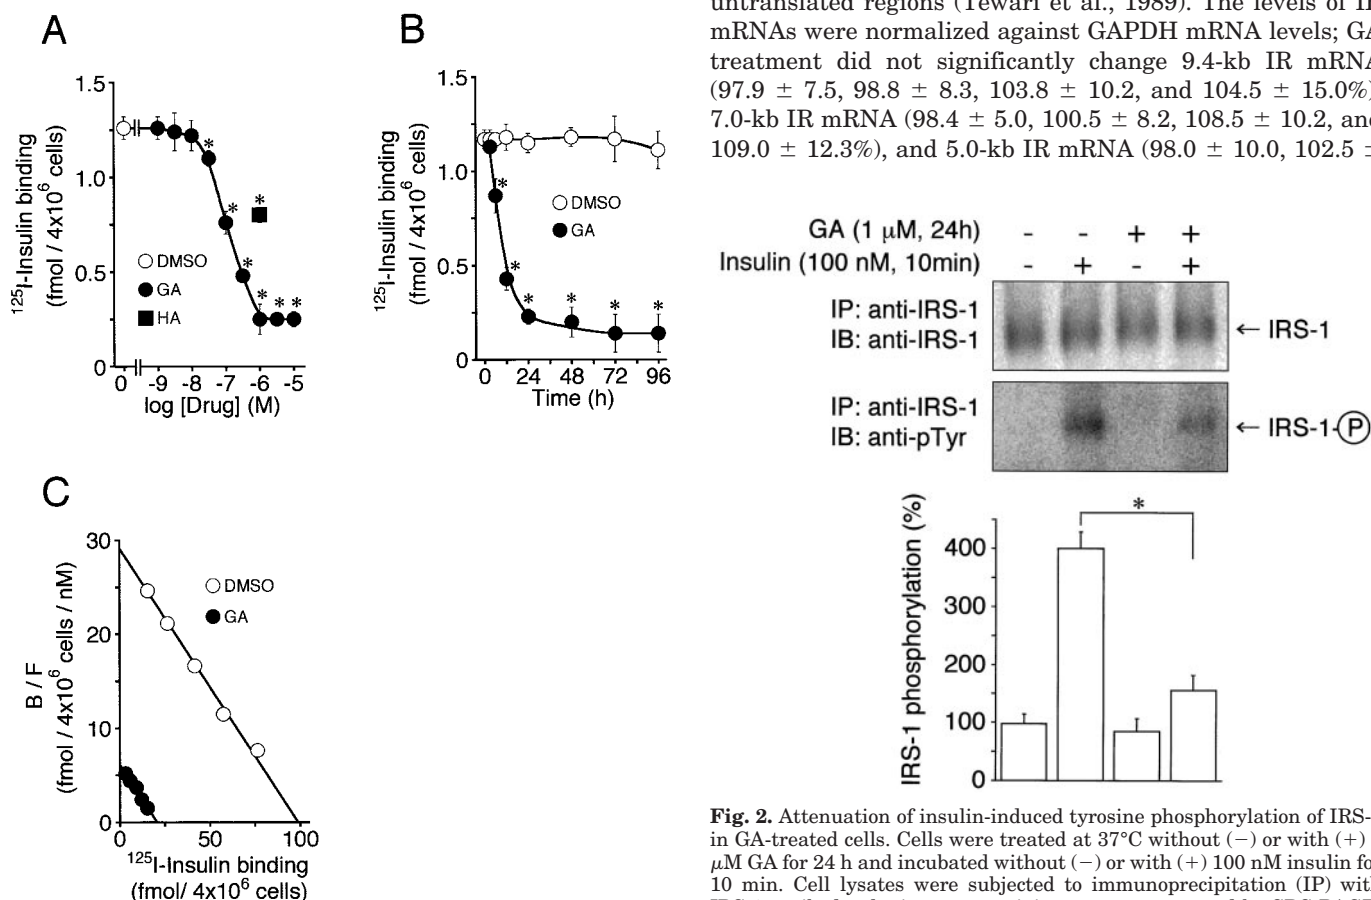 A
1.5
1.0
0.5
0
¹²⁵I-Insulin binding
(fmol / 4x10⁶ cells)
DMSO
GA
HA
* * * * * * *
0 -9 -8 -7 -6 -5
log [Drug] (M)
B
1.5
1.0
0.5
0
¹²⁵I-Insulin binding
(fmol / 4x10⁶ cells)
DMSO
GA
* * * * * *
0 24 48 72 96
Time (h)
C
30
20
10
0
B / F
(fmol / 4x10⁶ cells / nM)
DMSO
GA
0 50 100
¹²⁵I-Insulin binding
(fmol/ 4x10⁶ cells)
untranslated regions (Tewari et al., 1989). The levels of IR
mRNAs were normalized against GAPDH mRNA levels; GA
treatment did not significantly change 9.4-kb IR mRNA
(97.9 ± 7.5, 98.8 ± 8.3, 103.8 ± 10.2, and 104.5 ± 15.0%)
7.0-kb IR mRNA (98.4 ± 5.0, 100.5 ± 8.2, 108.5 ± 10.2, and
109.0 ± 12.3%), and 5.0-kb IR mRNA (98.0 ± 10.0, 102.5 ±
GA (1 μM, 24h) - - + +
Insulin (100 nM, 10min) - + - +
IP: anti-IRS-1
IB: anti-IRS-1
← IRS-1
IP: anti-IRS-1
IB: anti-pTyr
← IRS-1-P
IRS-1 phosphorylation (%)
400
300
200
100
0
*
Fig. 2. Attenuation of insulin-induced tyrosine phosphorylation of IRS-
in GA-treated cells. Cells were treated at 37°C without (−) or with (+)
μM GA for 24 h and incubated without (−) or with (+) 100 nM insulin for
10 min. Cell lysates were subjected to immunoprecipitation (IP) with